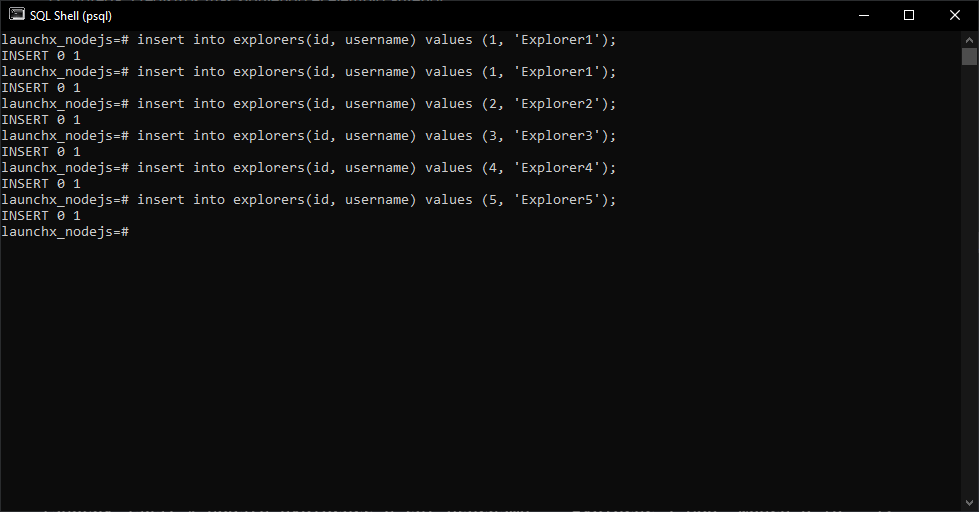 SQL Shell (psql)
launchx_nodejs=# insert into explorers(id, username) values (1, 'Explorer1');
INSERT 0 1
launchx_nodejs=# insert into explorers(id, username) values (1, 'Explorer1');
INSERT 0 1
launchx_nodejs=# insert into explorers(id, username) values (2, 'Explorer2');
INSERT 0 1
launchx_nodejs=# insert into explorers(id, username) values (3, 'Explorer3');
INSERT 0 1
launchx_nodejs=# insert into explorers(id, username) values (4, 'Explorer4');
INSERT 0 1
launchx_nodejs=# insert into explorers(id, username) values (5, 'Explorer5');
INSERT 0 1
launchx_nodejs=#